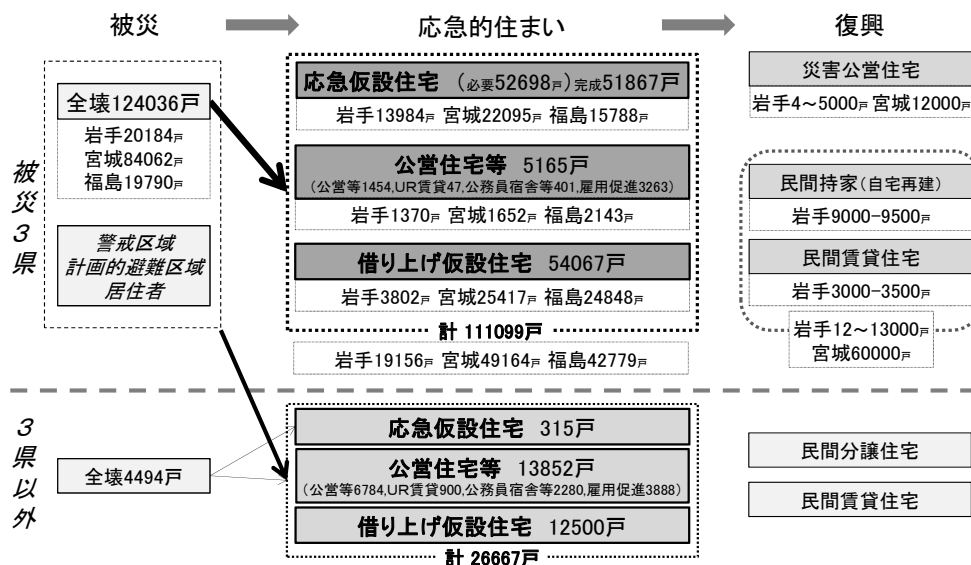 被災
応急的住まい
復興
被災3県
全壊124036戸
岩手20184戸
宮城84062戸
福島19790戸
警戒区域
計画的避難区域
居住者
応急仮設住宅 (必要52698戸)完成51867戸
岩手13984戸 宮城22095戸 福島15788戸
公営住宅等 5165戸
(公営等1454,UR賃貸47,公務員宿舎等401,雇用促進3263)
岩手1370戸 宮城1652戸 福島2143戸
借り上げ仮設住宅 54067戸
岩手3802戸 宮城25417戸 福島24848戸
計 111099戸
岩手19156戸 宮城49164戸 福島42779戸
災害公営住宅
岩手4~5000戸 宮城12000戸
民間持家(自宅再建)
岩手9000-9500戸
民間賃貸住宅
岩手3000-3500戸
岩手12~13000戸
宮城60000戸
3県以外
全壊4494戸
応急仮設住宅 315戸
公営住宅等 13852戸
(公営等6784,UR賃貸900,公務員宿舎等2280,雇用促進3888)
借り上げ仮設住宅 12500戸
計 26667戸
民間分譲住宅
民間賃貸住宅